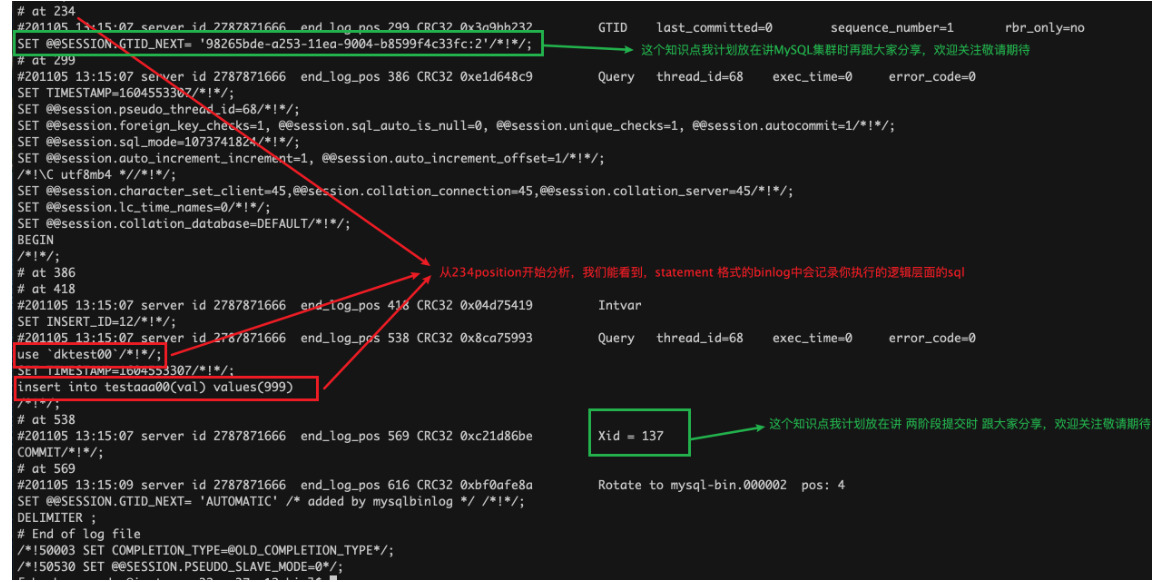 # at 234
#201105 13:15:07 server id 2787871666  end_log_pos 299 CRC32 0x3a9bb232  GTID  last_committed=0  sequence_number=1  rbr_only=no
SET @@SESSION.GTID_NEXT= '98265bde-a253-11ea-9004-b8599f4c33fc:2'/*!*/;
这个知识点我计划放在讲MySQL集群时再跟大家分享，欢迎关注敬请期待
# at 299
#201105 13:15:07 server id 2787871666  end_log_pos 386 CRC32 0xe1d648c9  Query  thread_id=68  exec_time=0  error_code=0
SET TIMESTAMP=1604553307/*!*/;
SET @@session.pseudo_thread_id=68/*!*/;
SET @@session.foreign_key_checks=1, @@session.sql_auto_is_null=0, @@session.unique_checks=1, @@session.autocommit=1/*!*/;
SET @@session.sql_mode=1073741824/*!*/;
SET @@session.auto_increment_increment=1, @@session.auto_increment_offset=1/*!*/;
/*!\C utf8mb4 *//*!*/;
SET @@session.character_set_client=45,@@session.collation_connection=45,@@session.collation_server=45/*!*/;
SET @@session.lc_time_names=0/*!*/;
SET @@session.collation_database=DEFAULT/*!*/;
BEGIN
/*!*/;
# at 386
从234position开始分析，我们能看到，statement 格式的binlog中会记录你执行的逻辑层面的sql
# at 418
#201105 13:15:07 server id 2787871666  end_log_pos 418 CRC32 0x04d75419  Intvar
SET INSERT_ID=12/*!*/;
#201105 13:15:07 server id 2787871666  end_log_pos 538 CRC32 0x8ca75993  Query  thread_id=68  exec_time=0  error_code=0
use `dktest00`/*!*/;
SET TIMESTAMP=1604553307/*!*/;
insert into testaaa00(val) values(999)
/*!*/;
# at 538
#201105 13:15:07 server id 2787871666  end_log_pos 569 CRC32 0xc21d86be  Xid = 137
这个知识点我计划放在讲 两阶段提交时 跟大家分享，欢迎关注敬请期待
COMMIT/*!*/;
# at 569
#201105 13:15:09 server id 2787871666  end_log_pos 616 CRC32 0xbf0afe8a  Rotate to mysql-bin.000002  pos: 4
SET @@SESSION.GTID_NEXT= 'AUTOMATIC' /* added by mysqlbinlog */ /*!*/;
DELIMITER ;
# End of log file
/*!50003 SET COMPLETION_TYPE=@OLD_COMPLETION_TYPE*/;
/*!50530 SET @@SESSION.PSEUDO_SLAVE_MODE=0*/;